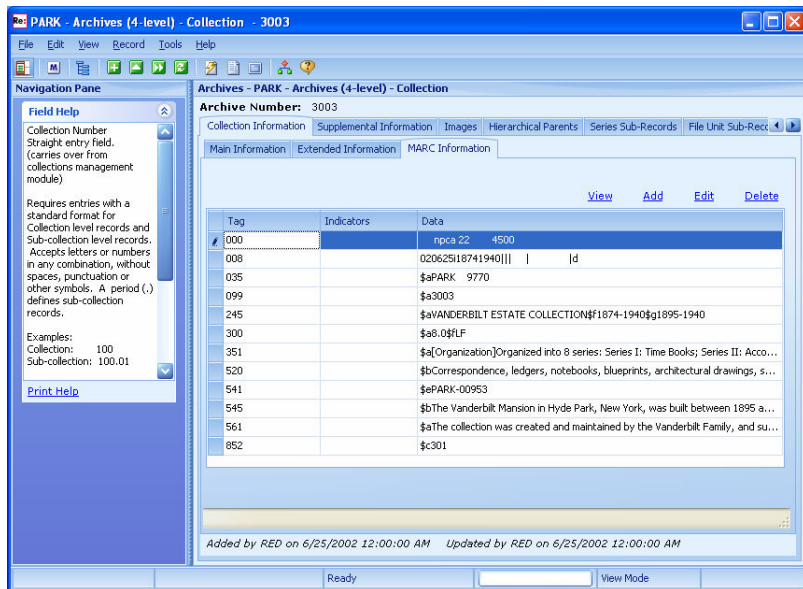 Re: PARK - Archives (4-level) - Collection - 3003
File Edit View Record Tools Help
M
Navigation Pane
Archives - PARK - Archives (4-level) - Collection
Field Help
Archive Number: 3003
Collection Information Supplemental Information Images Hierarchical Parents Series Sub-Records File Unit Sub-Recc
Main Information Extended Information MARC Information
Collection Number
Straight entry field.
(carries over from
collections management
module)
Requires entries with a
standard format for
Collection level records and
Sub-collection level records.
Accepts letters or numbers
in any combination, without
spaces, punctuation or
other symbols. A period (.)
defines sub-collection
records.
Examples:
Collection: 100
Sub-collection: 100.01
Print Help
View Add Edit Delete
Tag Indicators Data
000 npca 22 4500
008 020625i18741940||| | |d
035 $aPARK 9770
099 $a3003
245 $aVANDERBILT ESTATE COLLECTION$f1874-1940$g1895-1940
300 $a8.0$fLF
351 $a[Organization]Organized into 8 series: Series I: Time Books; Series II: Acco...
520 $bCorrespondence, ledgers, notebooks, blueprints, architectural drawings, s...
541 $ePARK-00953
545 $bThe Vanderbilt Mansion in Hyde Park, New York, was built between 1895 a...
561 $aThe collection was created and maintained by the Vanderbilt Family, and su...
852 $c301
Added by RED on 6/25/2002 12:00:00 AM Updated by RED on 6/25/2002 12:00:00 AM
Ready View Mode